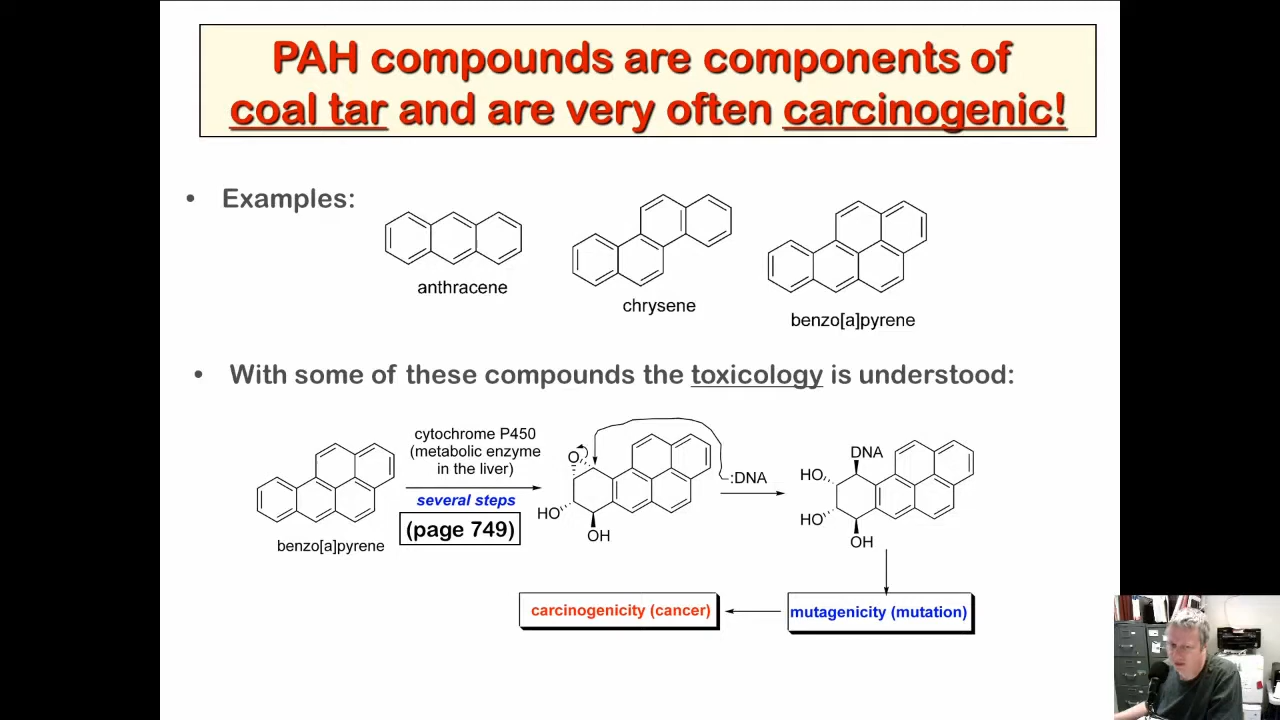 PAH compounds are components of
coal tar and are very often carcinogenic!
• Examples:
anthracene
chrysene
benzo[a]pyrene
• With some of these compounds the toxicology is understood:
cytochrome P450
(metabolic enzyme
in the liver)
several steps
(page 749)
benzo[a]pyrene
O
HO
OH
:DNA
DNA
HO
HO
OH
carcinogenicity (cancer)
mutagenicity (mutation)